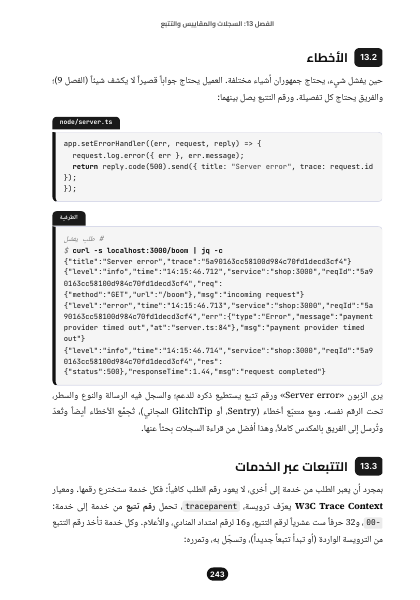 الفصل 13: السجلات والمقاييس والتتبع
13.2 الأخطاء
حين يفشل شيء، يحتاج جمهوران أشياء مختلفة. العميل يحتاج جواباً قصيراً لا يكشف شيئاً (الفصل 9)؛
والفريق يحتاج كل تفصيلة. ورقم التتبع يصل بينهما:
node/server.ts
app.setErrorHandler((err, request, reply) => {
  request.log.error({ err }, err.message);
  return reply.code(500).send({ title: "Server error", trace: request.id
});
});
الطرفية
# طلب يفشل
$ curl -s localhost:3000/boom | jq -c
{"title":"Server error","trace":"5a90163cc58100d984c70fd1decd3cf4"}
{"level":"info","time":"14:15:46.712","service":"shop:3000","reqId":"5a9
0163cc58100d984c70fd1decd3cf4","req":
{"method":"GET","url":"/boom"},"msg":"incoming request"}
{"level":"error","time":"14:15:46.713","service":"shop:3000","reqId":"5a
90163cc58100d984c70fd1decd3cf4","err":{"type":"Error","message":"payment
provider timed out","at":"server.ts:84"},"msg":"payment provider timed
out"}
{"level":"info","time":"14:15:46.714","service":"shop:3000","reqId":"5a9
0163cc58100d984c70fd1decd3cf4","res":
{"status":500},"responseTime":1.44,"msg":"request completed"}
يرى الزبون «Server error» ورقم تتبع يستطيع ذكره للدعم؛ والسجل فيه الرسالة والنوع والسطر،
تحت الرقم نفسه. ومع متتبّع أخطاء (Sentry، أو GlitchTip المجاني)، تُجمَّع الأخطاء أيضاً وتُعدّ
وتُرسل إلى الفريق بالمكدس كاملاً، وهذا أفضل من قراءة السجلات بحثاً عنها.
13.3 التتبعات عبر الخدمات
بمجرد أن يعبر الطلب من خدمة إلى أخرى، لا يعود رقم الطلب كافياً: فكل خدمة ستخترع رقمها. ومعيار
W3C Trace Context يعرّف ترويسة، traceparent، تحمل رقم تتبع من خدمة إلى خدمة:
00-، و32 حرفاً ست عشرياً لرقم التتبع، و16 لرقم امتداد المنادي، والأعلام. وكل خدمة تأخذ رقم التتبع
من الترويسة الواردة (أو تبدأ تتبعاً جديداً)، وتسجّل به، وتمرره:
243